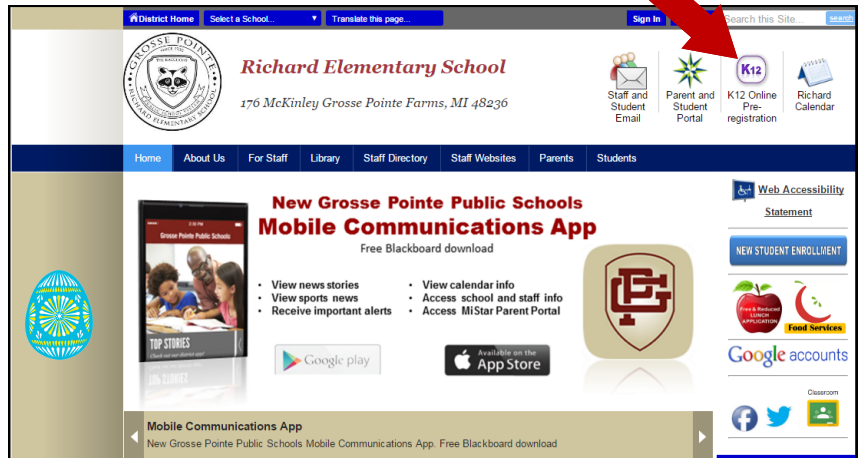 District Home
Select a School...
Translate this page...
Sign In
Search this Site...
search
GROSSE POINTE
RICHARD ELEMENTARY
Richard Elementary School
176 McKinley Grosse Pointe Farms, MI 48236
Staff and
Student
Email
Parent and
Student
Portal
K12
K12 Online
Pre-
registration
Richard
Calendar
Home
About Us
For Staff
Library
Staff Directory
Staff Websites
Parents
Students
New Grosse Pointe Public Schools
Mobile Communications App
Free Blackboard download
• View news stories
• View sports news
• Receive important alerts
• View calendar info
• Access school and staff info
• Access MiStar Parent Portal
Grosse Pointe Public Schools
TOP STORIES
Google play
Available on the
App Store
GP
Web Accessibility
Statement
NEW STUDENT ENROLLMENT
Free & Reduced
LUNCH
APPLICATION
Food Services
Google accounts
Classroom
Mobile Communications App
New Grosse Pointe Public Schools Mobile Communications App. Free Blackboard download